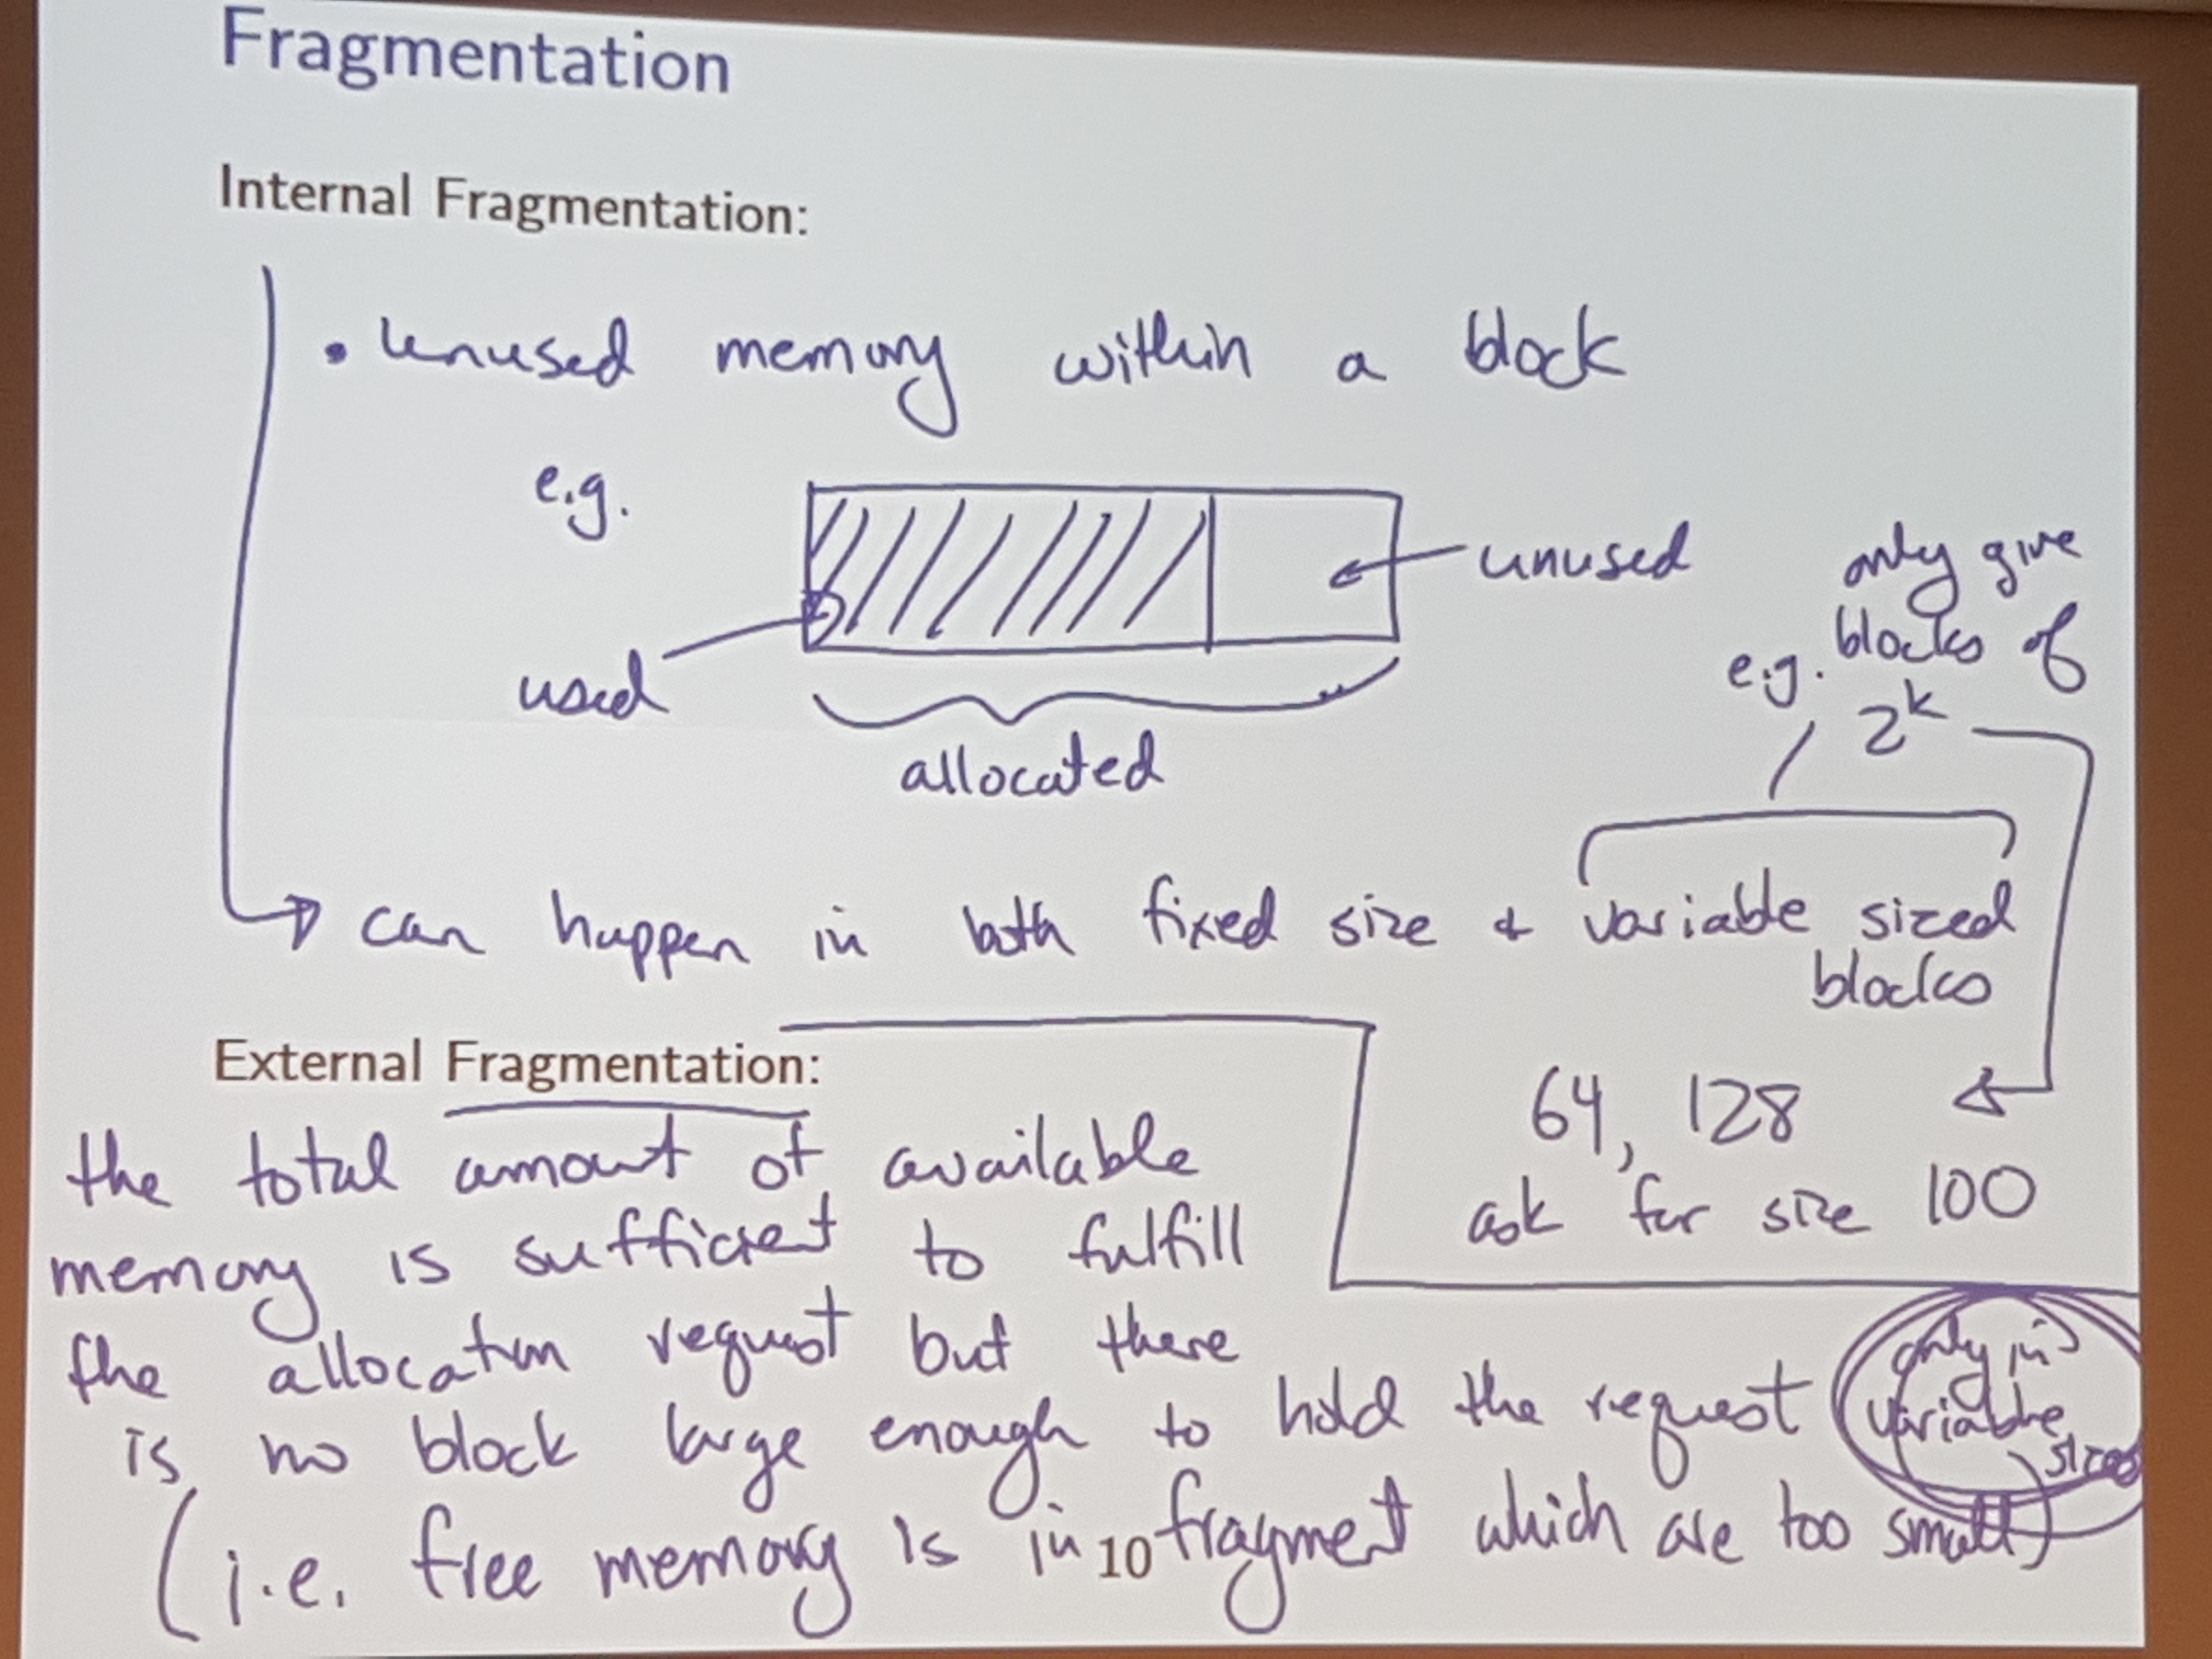 Fragmentation
Internal Fragmentation:
• Unused memory within a block
e.g.
unused
used
allocated
only give
e.g. blocks of
2^k
can happen in both fixed size & variable sized
blocks
64, 128
ask for size 100
External Fragmentation:
the total amount of available
memory is sufficient to fulfill
the allocation request but there
is no block large enough to hold the request
(i.e. free memory is in fragment which are too small)
only in
variable
sized
10